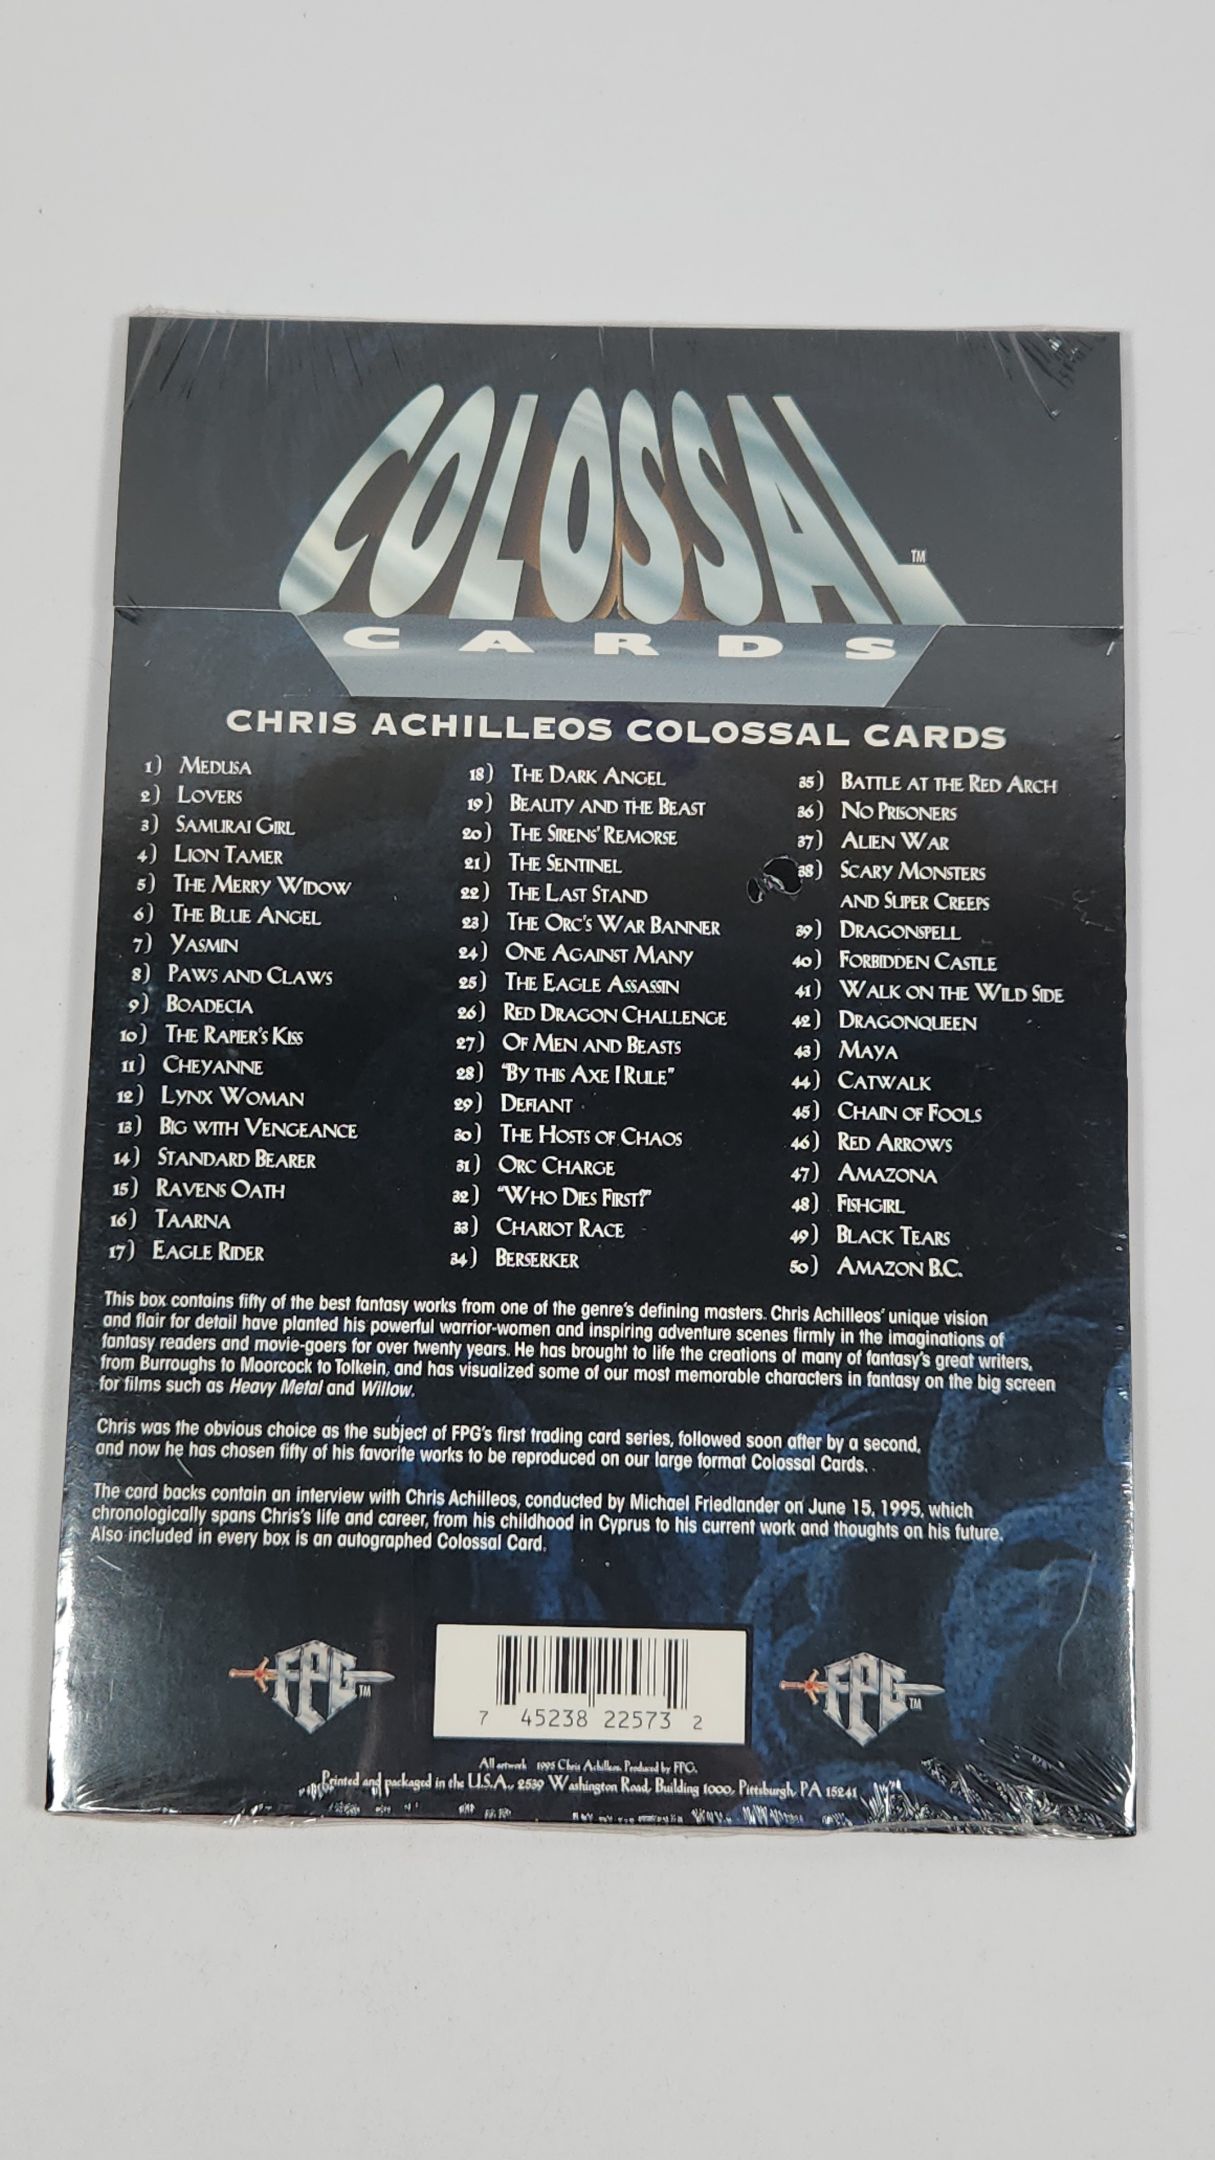 COLOSSAL™
CARDS
CHRIS ACHILLEOS COLOSSAL CARDS
1) MEDUSA
2) LOVERS
3) SAMURAI GIRL
4) LION TAMER
5) THE MERRY WIDOW
6) THE BLUE ANGEL
7) YASMIN
8) PAWS AND CLAWS
9) BOADECIA
10) THE RAPIER'S KISS
11) CHEYANNE
12) LYNX WOMAN
13) BIG WITH VENGEANCE
14) STANDARD BEARER
15) RAVENS OATH
16) TAARNA
17) EAGLE RIDER
18) THE DARK ANGEL
19) BEAUTY AND THE BEAST
20) THE SIRENS' REMORSE
21) THE SENTINEL
22) THE LAST STAND
23) THE ORC'S WAR BANNER
24) ONE AGAINST MANY
25) THE EAGLE ASSASSIN
26) RED DRAGON CHALLENGE
27) OF MEN AND BEASTS
28) "BY THIS AXE I RULE"
29) DEFIANT
30) THE HOSTS OF CHAOS
31) ORC CHARGE
32) "WHO DIES FIRST?"
33) CHARIOT RACE
34) BERSERKER
35) BATTLE AT THE RED ARCH
36) NO PRISONERS
37) ALIEN WAR
38) SCARY MONSTERS
AND SUPER CREEPS
39) DRAGONSPELL
40) FORBIDDEN CASTLE
41) WALK ON THE WILD SIDE
42) DRAGONQUEEN
43) MAYA
44) CATWALK
45) CHAIN OF FOOLS
46) RED ARROWS
47) AMAZONA
48) FISHGIRL
49) BLACK TEARS
50) AMAZON B.C.
This box contains fifty of the best fantasy works from one of the genre's defining masters. Chris Achilleos' unique vision
and flair for detail have planted his powerful warrior-women and inspiring adventure scenes firmly in the imaginations of
fantasy readers and movie-goers for over twenty years. He has brought to life the creations of many of fantasy's great writers,
from Burroughs to Moorcock to Tolkein, and has visualized some of our most memorable characters in fantasy on the big screen
for films such as Heavy Metal and Willow.
Chris was the obvious choice as the subject of FPG's first trading card series, followed soon after by a second,
and now he has chosen fifty of his favorite works to be reproduced on our large format Colossal Cards.
The card backs contain an interview with Chris Achilleos, conducted by Michael Friedlander on June 15, 1995, which
chronologically spans Chris's life and career, from his childhood in Cyprus to his current work and thoughts on his future.
Also included in every box is an autographed Colossal Card.
FPG™
7 45238 22573 2
FPG™
All artwork 1995 Chris Achilleos. Produced by FPG.
Printed and packaged in the U.S.A., 2539 Washington Road, Building 1000, Pittsburgh, PA 15241